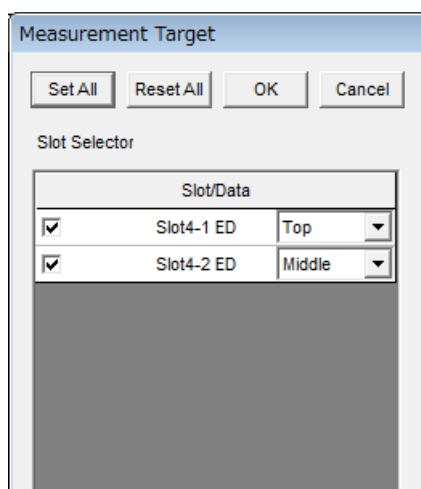 Measurement Target
Set All Reset All OK Cancel
Slot Selector
Slot/Data
Slot4-1 ED Top
Slot4-2 ED Middle